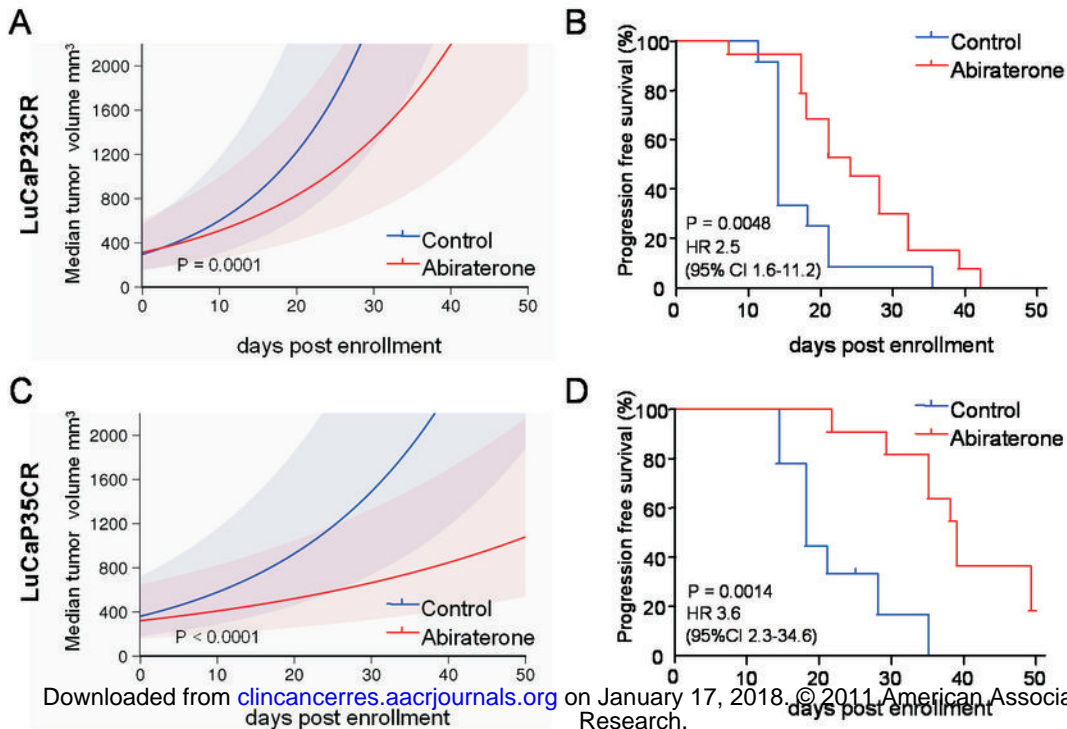 A
LuCaP23CR
Median tumor volume mm³
2000
1600
1200
800
400
0
P = 0.0001
Control
Abiraterone
0 10 20 30 40 50
days post enrollment
B
Progression free survival (%)
100
80
60
40
20
0
Control
Abiraterone
P = 0.0048
HR 2.5
(95% CI 1.6-11.2)
0 10 20 30 40 50
days post enrollment
C
LuCaP35CR
Median tumor volume mm³
2000
1600
1200
800
400
0
P < 0.0001
Control
Abiraterone
0 10 20 30 40 50
days post enrollment
D
Progression free survival (%)
100
80
60
40
20
0
Control
Abiraterone
P = 0.0014
HR 3.6
(95%CI 2.3-34.6)
0 10 20 30 40 50
days post enrollment
Downloaded from clincancerres.aacrjournals.org on January 17, 2018. © 2011 American Associa
Research.